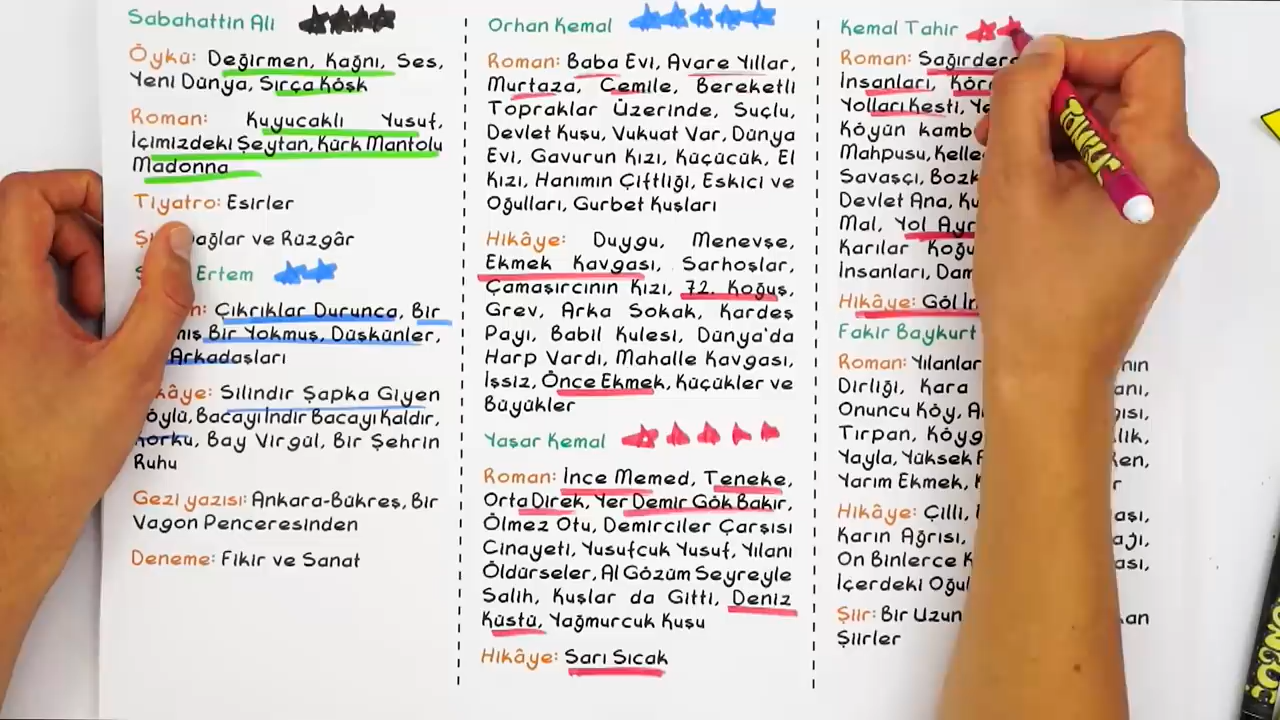 Sabahattin Ali
Öykü: Değirmen, Kağnı, Ses,
Yeni Dünya, Sırça Köşk
Roman: Kuyucaklı Yusuf,
İçimizdeki Şeytan, Kürk Mantolu
Madonna
Tiyatro: Esirler
Dağlar ve Rüzgâr
Ertem
Çıkrıklar Durunca, Bir
Bir Yokmuş, Düşkünler,
Arkadaşları
Silindir Şapka Giyen
Bacayı İndir Bacayı Kaldır,
Korku, Bay Virgül, Bir Şehrin
Ruhu
Gezi yazısı: Ankara-Bükreş, Bir
Vagon Penceresinden
Deneme: Fikir ve Sanat
Orhan Kemal
Roman: Baba Evi, Avare Yıllar,
Murtaza, Cemile, Bereketli
Topraklar Üzerinde, Suçlu,
Devlet Kuşu, Vukuat Var, Dünya
Evi, Gavurun Kızı, Küçücük, El
Kızı, Hanımın Çiftliği, Eskici ve
Oğulları, Gurbet Kuşları
Hikâye: Duygu, Menevşe,
Ekmek Kavgası, Sarhoşlar,
Çamaşırcının Kızı, 72. Koğuş,
Grev, Arka Sokak, Kardeş
Payı, Babil Kulesi, Dünya'da
Harp Vardı, Mahalle Kavgası,
İşsiz, Önce Ekmek, Küçükler ve
Büyükler
Yaşar Kemal
Roman: İnce Memed, Teneke,
Orta Direk, Yer Demir Gök Bakır,
Ölmez Otu, Demirciler Çarşısı
Cinayeti, Yusufcuk Yusuf, Yılanı
Öldürseler, Al Gözüm Seyreyle
Salih, Kuşlar da Gitti, Deniz
Küstü, Yağmurcuk Kuşu
Hikâye: Sarı Sıcak
Kemal Tahir
Roman:
İnsanları,
Yolları Kesti,
Köyün
Mahpusu,
Savaşçı,
Devlet Ana,
Mal, Yol
Karılar
İnsanları,
Hikâye: Göl
Fakir Baykurt
Roman: Yılanlar
Dirliği, Kara
Onuncu Köy,
Tırpan,
Yayla, Yüksek
Yarım Ekmek,
Hikâye: Çilli,
Karın Ağrısı,
On Binlerce
İçerdeki
Şiir: Bir Uzun
Şiirler